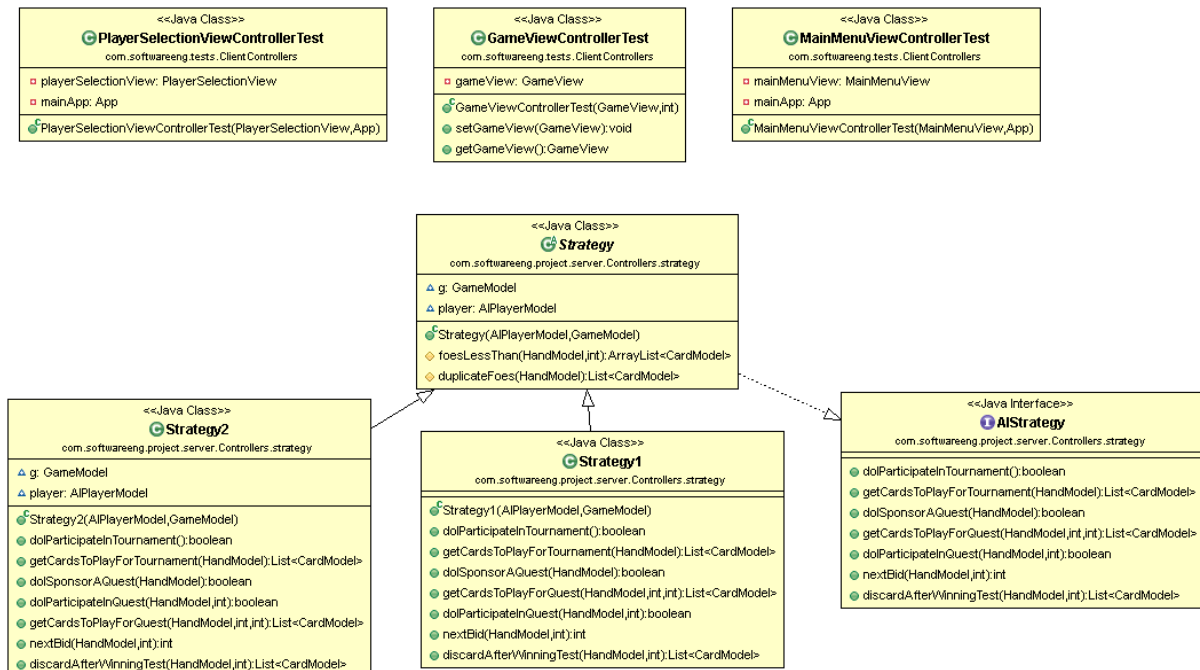 <<Java Class>>
PlayerSelectionViewControllerTest
com.softwareeng.tests.ClientControllers
playerSelectionView: PlayerSelectionView
mainApp: App
PlayerSelectionViewControllerTest(PlayerSelectionView,App)
<<Java Class>>
GameViewControllerTest
com.softwareeng.tests.ClientControllers
gameView: GameView
GameViewControllerTest(GameView,int)
setGameView(GameView):void
getGameView():GameView
<<Java Class>>
MainMenuViewControllerTest
com.softwareeng.tests.ClientControllers
mainMenuView: MainMenuView
mainApp: App
MainMenuViewControllerTest(MainMenuView,App)
<<Java Class>>
Strategy
com.softwareeng.project.server.Controllers.strategy
g: GameModel
player: AIPlayerModel
Strategy(AIPlayerModel,GameModel)
foesLessThan(HandModel,int):ArrayList<CardModel>
duplicateFoes(HandModel):List<CardModel>
<<Java Class>>
Strategy2
com.softwareeng.project.server.Controllers.strategy
g: GameModel
player: AIPlayerModel
Strategy2(AIPlayerModel,GameModel)
doIParticipateInTournament():boolean
getCardsToPlayForTournament(HandModel):List<CardModel>
doISponsorAQuest(HandModel):boolean
doIParticipateInQuest(HandModel,int):boolean
getCardsToPlayForQuest(HandModel,int,int):List<CardModel>
nextBid(HandModel,int):int
discardAfterWinningTest(HandModel,int):List<CardModel>
<<Java Class>>
Strategy1
com.softwareeng.project.server.Controllers.strategy
Strategy1(AIPlayerModel,GameModel)
doIParticipateInTournament():boolean
getCardsToPlayForTournament(HandModel):List<CardModel>
doISponsorAQuest(HandModel):boolean
getCardsToPlayForQuest(HandModel,int,int):List<CardModel>
doIParticipateInQuest(HandModel,int):boolean
nextBid(HandModel,int):int
discardAfterWinningTest(HandModel,int):List<CardModel>
<<Java Interface>>
AIStrategy
com.softwareeng.project.server.Controllers.strategy
doIParticipateInTournament():boolean
getCardsToPlayForTournament(HandModel):List<CardModel>
doISponsorAQuest(HandModel):boolean
getCardsToPlayForQuest(HandModel,int,int):List<CardModel>
doIParticipateInQuest(HandModel,int):boolean
nextBid(HandModel,int):int
discardAfterWinningTest(HandModel,int):List<CardModel>